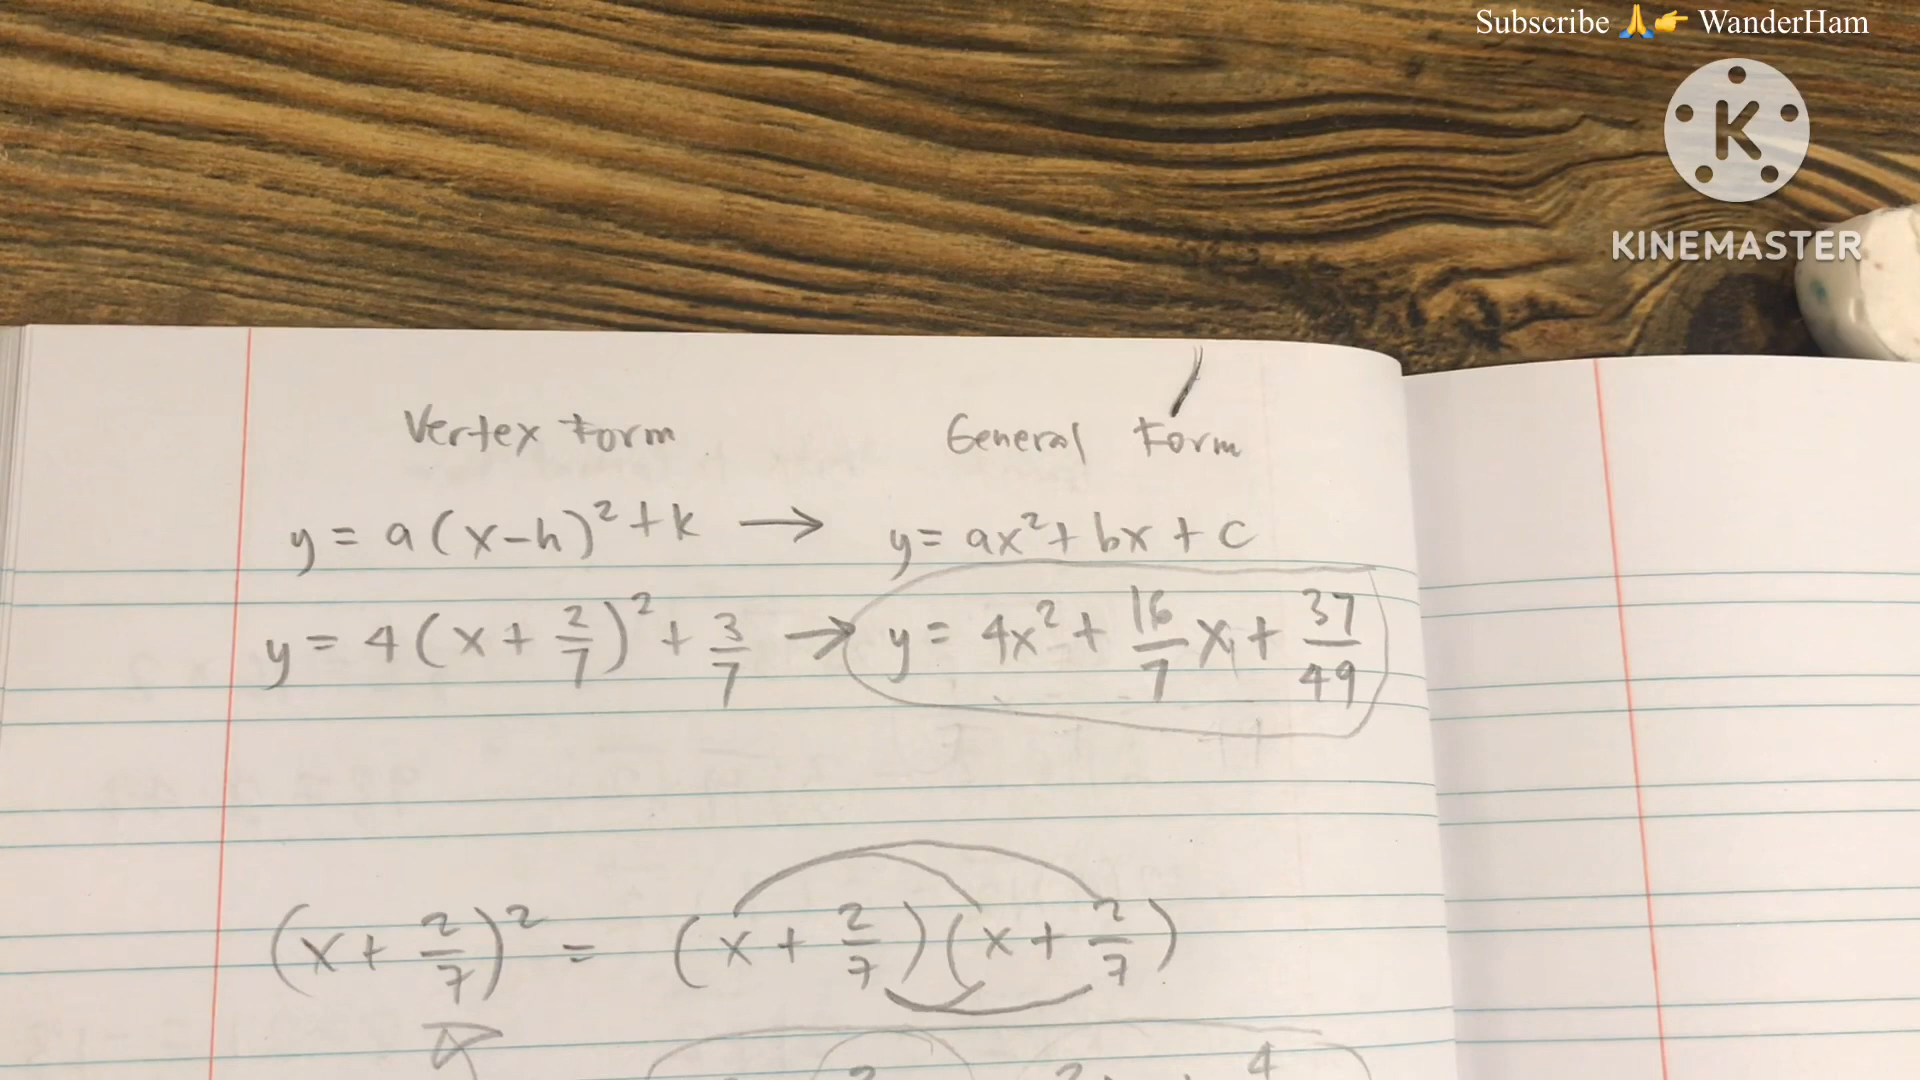 Subscribe 🙏👉 WanderHam
K
KINEMASTER
Vertex Form General Form
y = a(x-h)² + k → y = ax² + bx + c
y = 4(x + 2/7)² + 3/7 → y = 4x² + 16/7 x + 37/49
(x + 2/7)² = (x + 2/7)(x + 2/7)